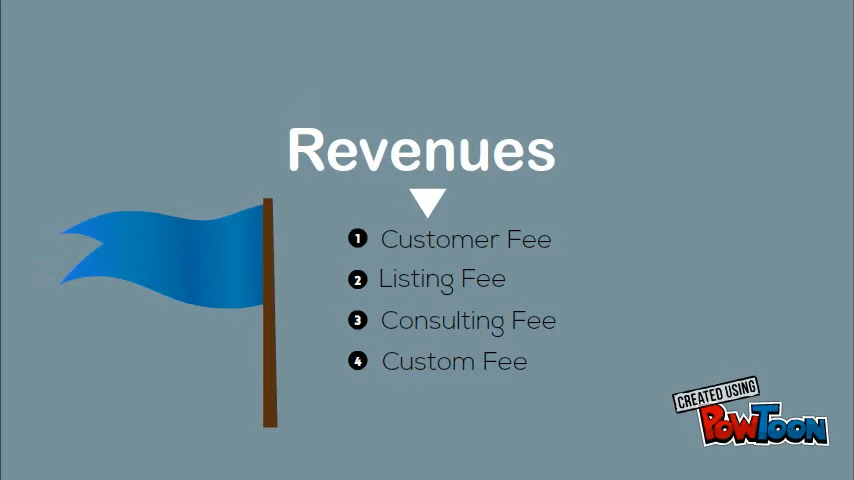 Revenues
1 Customer Fee
2 Listing Fee
3 Consulting Fee
4 Custom Fee
CREATED USING
POWTOON